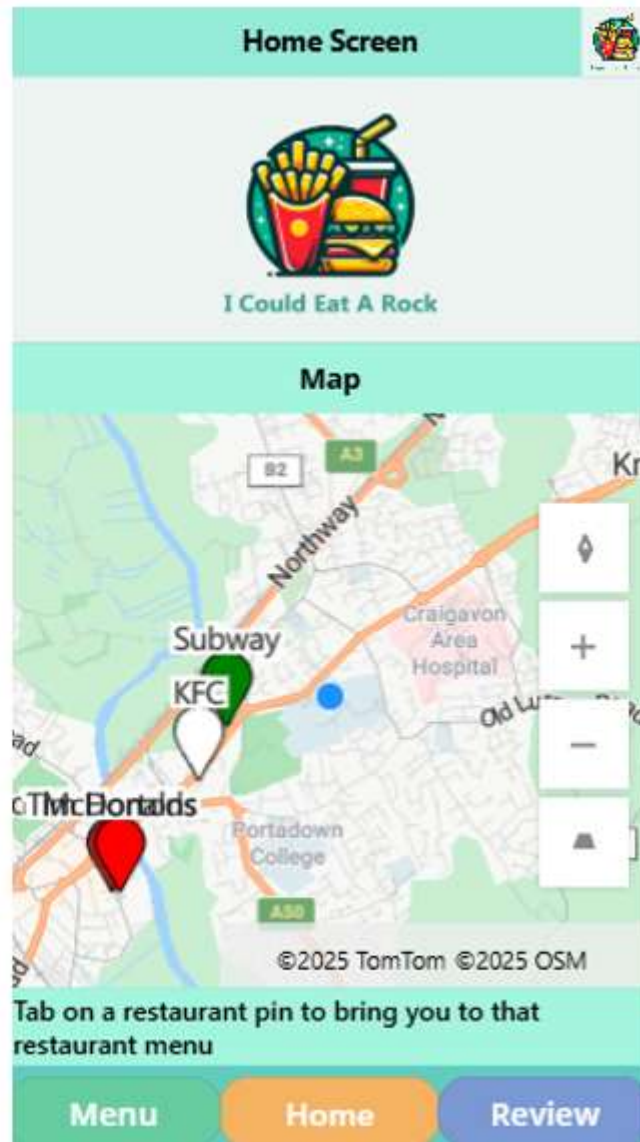 Home Screen
I Could Eat A Rock
Map
A3
B2
Kr
Northway
Craigavon
Area
Hospital
Subway
KFC
Old
McDonalds
Portadown
College
A50
©2025 TomTom ©2025 OSM
Tab on a restaurant pin to bring you to that
restaurant menu
Menu
Home
Review